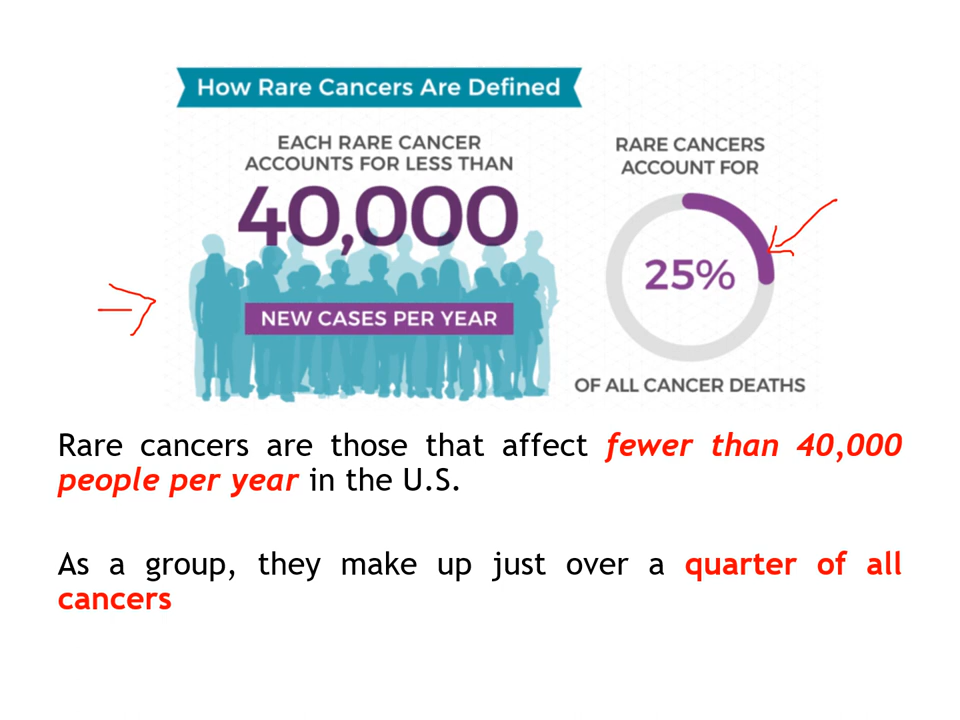 How Rare Cancers Are Defined
EACH RARE CANCER
ACCOUNTS FOR LESS THAN
40,000
NEW CASES PER YEAR
RARE CANCERS
ACCOUNT FOR
25%
OF ALL CANCER DEATHS
Rare cancers are those that affect fewer than 40,000
people per year in the U.S.
As a group, they make up just over a quarter of all
cancers